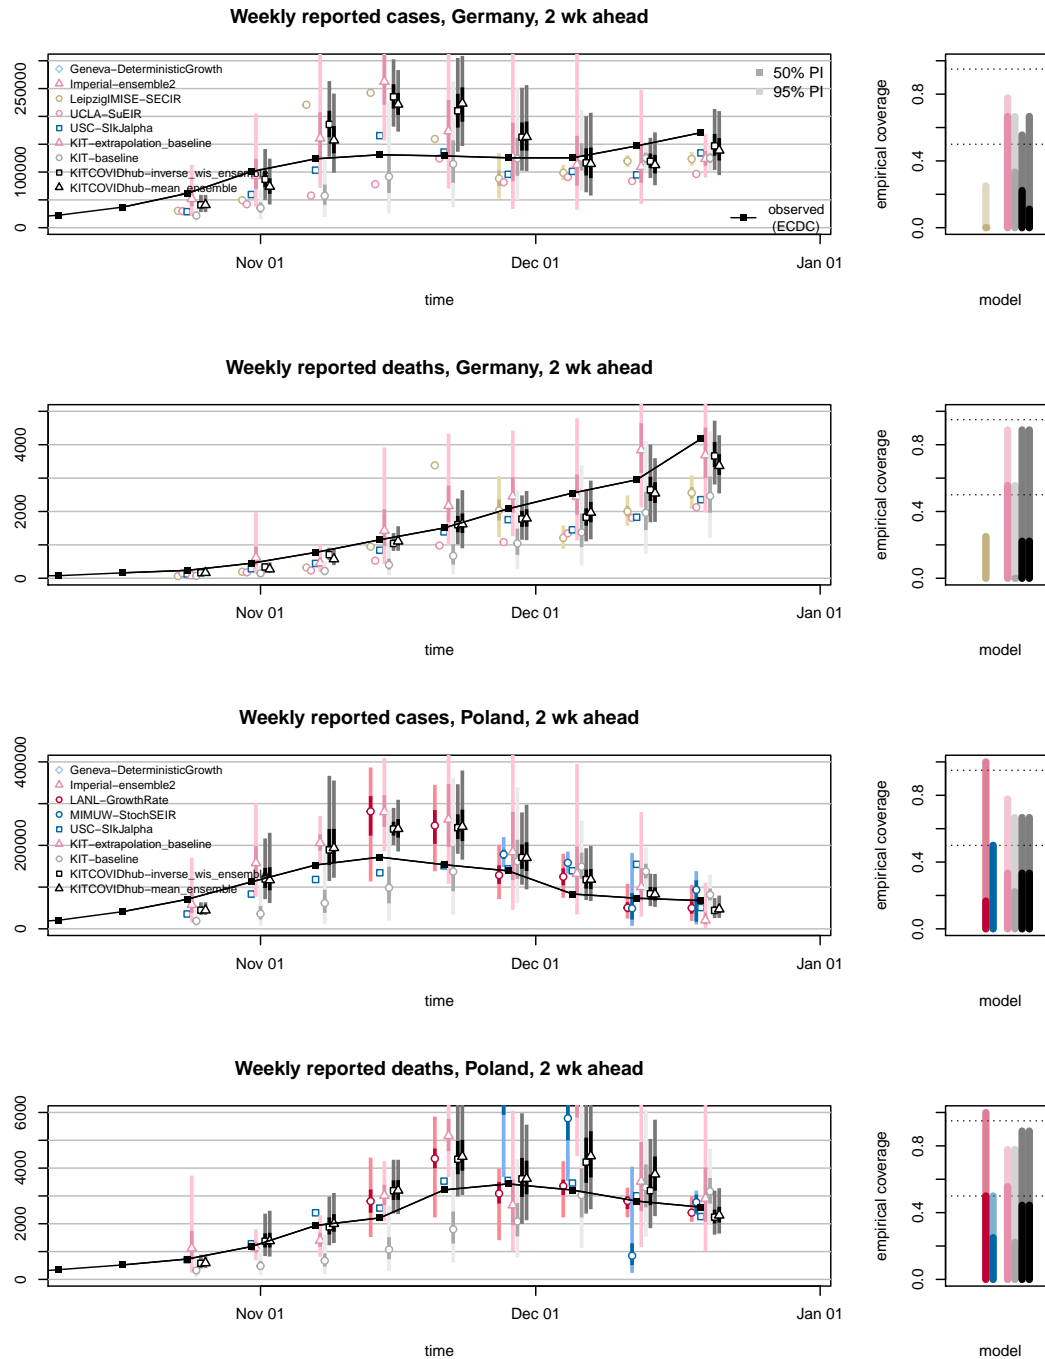 Weekly reported cases, Germany, 2 wk ahead
250000
100000
0
Geneva−DeterministicGrowth
Imperial−ensemble2
LeipzigIMISE−SECIR
UCLA−SuEIR
USC−SIkJalpha
KIT−extrapolation_baseline
KIT−baseline
KITCOVIDhub−inverse_wis_ensemble
KITCOVIDhub−mean_ensemble
50% PI
95% PI
observed
(ECDC)
Nov 01
Dec 01
Jan 01
time
empirical coverage
0.0
0.4
0.8
model
Weekly reported deaths, Germany, 2 wk ahead
4000
2000
0
Nov 01
Dec 01
Jan 01
time
empirical coverage
0.0
0.4
0.8
model
Weekly reported cases, Poland, 2 wk ahead
400000
200000
0
Geneva−DeterministicGrowth
Imperial−ensemble2
LANL−GrowthRate
MIMUW−StochSEIR
USC−SIkJalpha
KIT−extrapolation_baseline
KIT−baseline
KITCOVIDhub−inverse_wis_ensemble
KITCOVIDhub−mean_ensemble
Nov 01
Dec 01
Jan 01
time
empirical coverage
0.0
0.4
0.8
model
Weekly reported deaths, Poland, 2 wk ahead
6000
4000
2000
0
Nov 01
Dec 01
Jan 01
time
empirical coverage
0.0
0.4
0.8
model